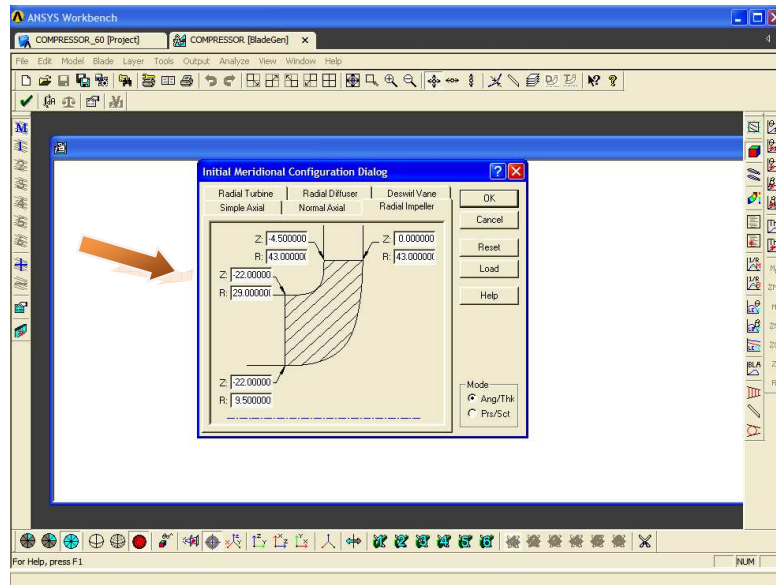 ANSYS Workbench
COMPRESSOR_60 [Project] COMPRESSOR [BladeGen] ×
File Edit Model Blade Layer Tools Output Analyze View Window Help
Initial Meridional Configuration Dialog
Radial Turbine Radial Diffuser Deswirl Vane
Simple Axial Normal Axial Radial Impeller
OK
Cancel
Reset
Load
Help
Z: -4.500000 Z: 0.000000
R: 43.00000( R: 43.00000(
Z: -22.00000
R: 29.00000(
Z: -22.00000
R: 9.500000
Mode
Ang/Thk
Prs/Sct
For Help, press F1 NUM